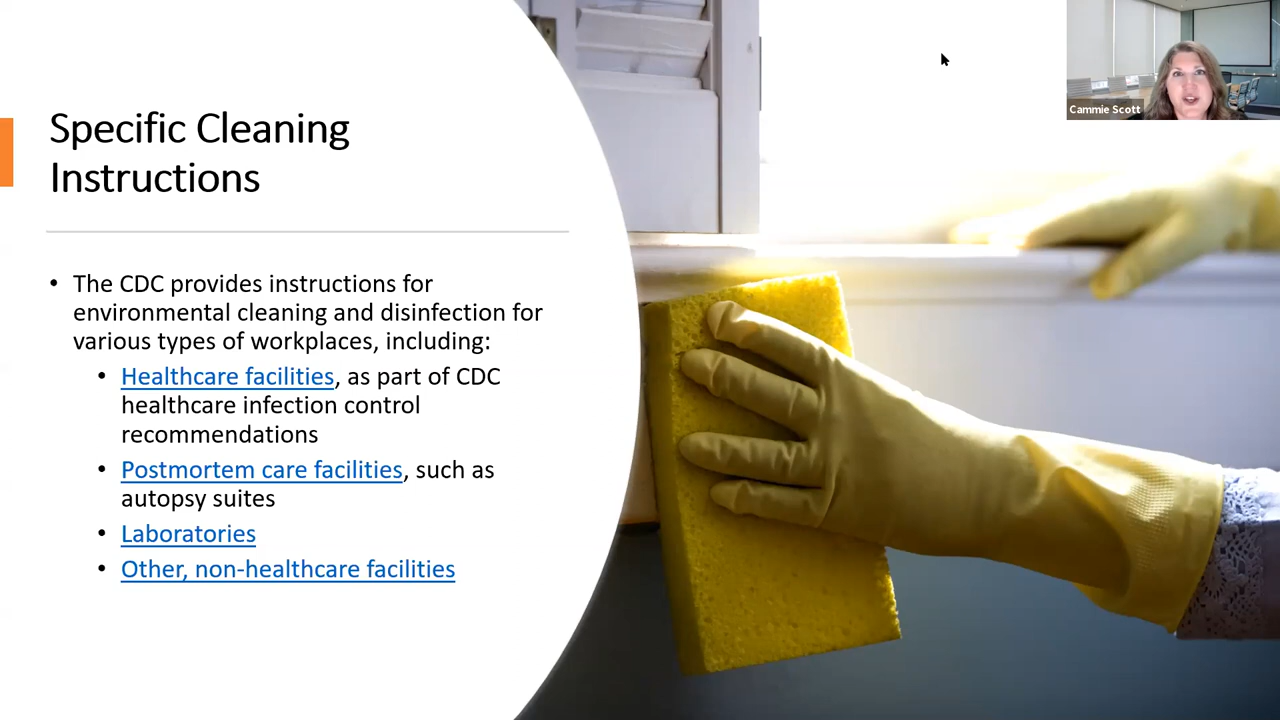 Cammie Scott
Specific Cleaning
Instructions
• The CDC provides instructions for
environmental cleaning and disinfection for
various types of workplaces, including:
• Healthcare facilities, as part of CDC
healthcare infection control
recommendations
• Postmortem care facilities, such as
autopsy suites
• Laboratories
• Other, non-healthcare facilities